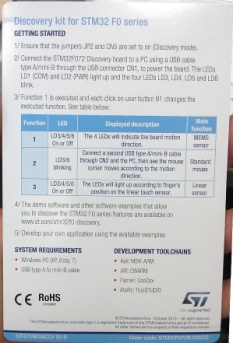 Discovery kit for STM32 F0 series
GETTING STARTED
1/ Ensure that the jumpers JP2 and CN5 are set to on (Discovery mode).
2/ Connect the STM32F072 Discovery board to a PC using a USB cable
type A/mini-B through the USB connector CN1, to power the board. The LEDs
LD1 (COM) and LD2 (PWR) light up and the four LEDs LD3, LD4, LD5 and LD6
blink.
3/ Function 1 is executed and each click on user button B1 changes the
executed function. See table below:
Function LED Displayed description Main function
1 LD3/4/5/6 On or Off The 4 LEDs will indicate the board motion direction. MEMS sensor
2 LD3/6 blinking Connect a second USB type A/mini-B cable through CN2 and the PC, then see the mouse cursor moves according to the motion direction. Standard mouse
3 LD3/4/5/6 On or Off The LEDs will light up according to finger's position on the linear touch sensor. Linear sensor
4/ The demo software and other software examples that allow
you to discover the STM32 F0 series features are available on
www.st.com/stm32f0-discovery.
5/ Develop your own application using the available examples.
SYSTEM REQUIREMENTS
• Windows PC (XP, Vista, 7)
• USB type A to mini-B cable
DEVELOPMENT TOOLCHAINS
• Keil: MDK-ARM
• IAR: EWARM
• Atollic: TrueSTUDIO
CE RoHS
ST
life.augmented